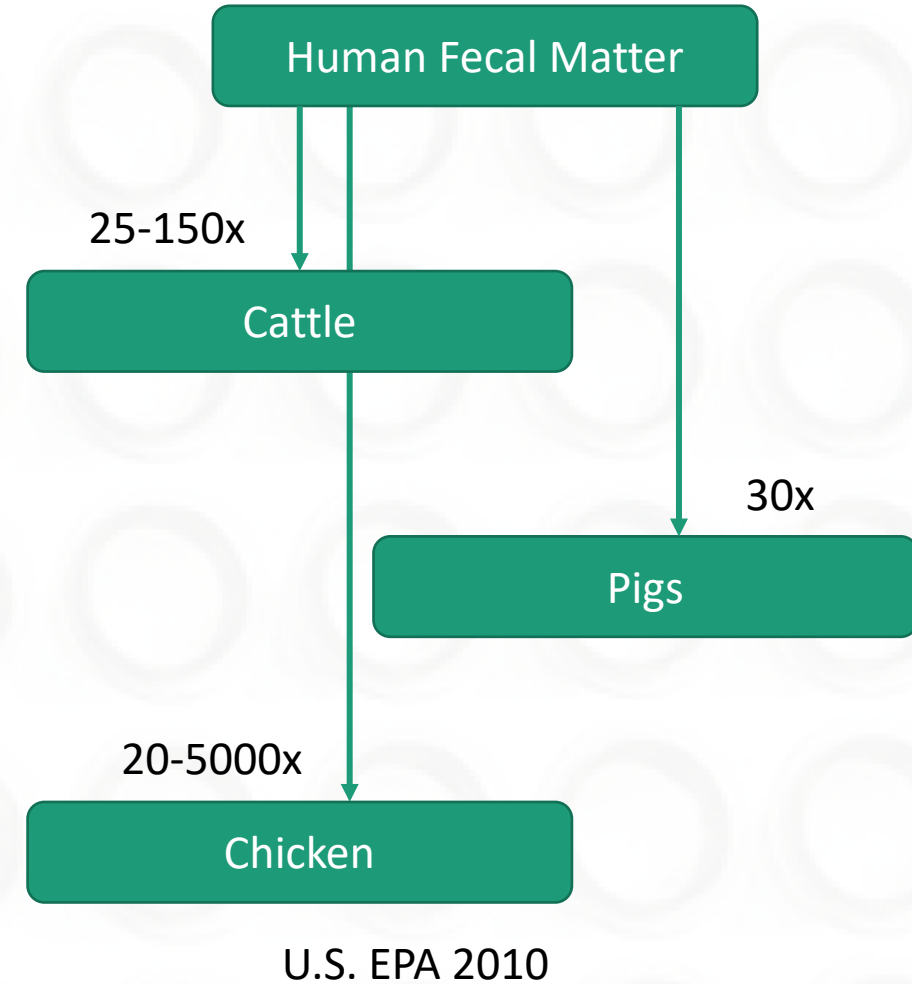 Human Fecal Matter
25-150x
Cattle
30x
Pigs
20-5000x
Chicken
U.S. EPA 2010